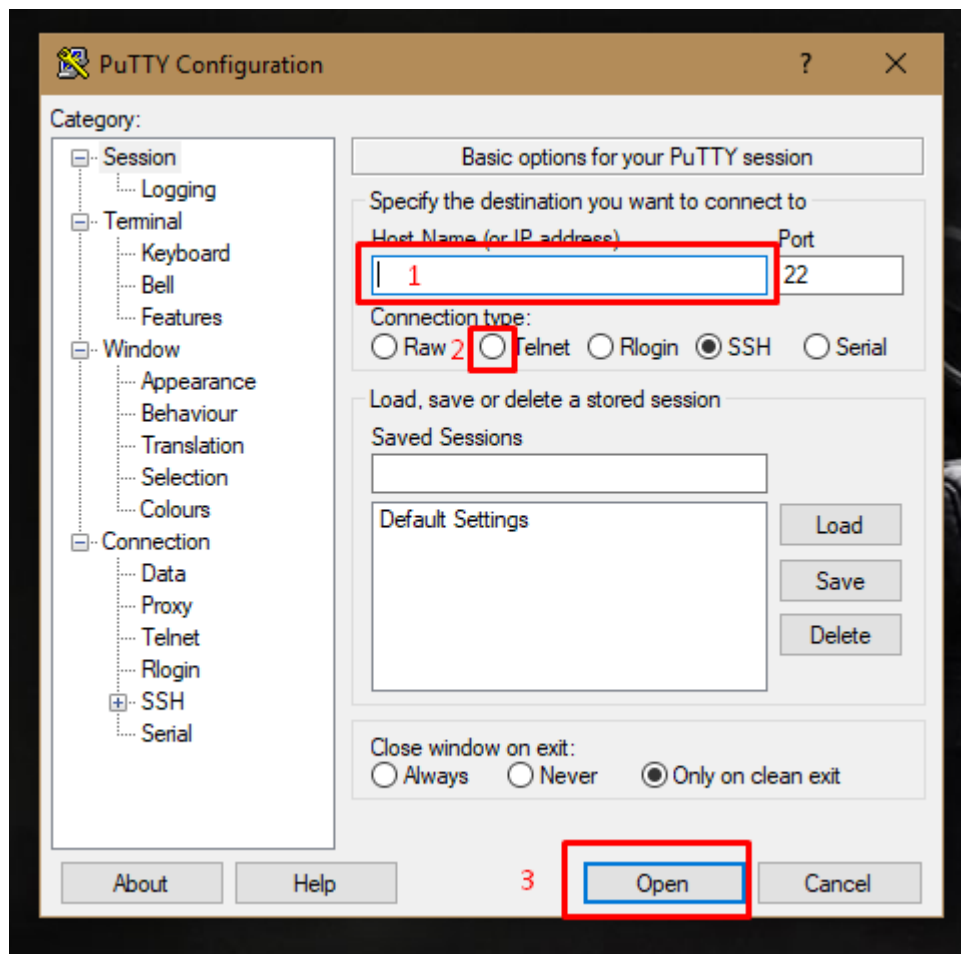 PuTTY Configuration ?
Category:
Session
Logging
Terminal
Keyboard
Bell
Features
Window
Appearance
Behaviour
Translation
Selection
Colours
Connection
Data
Proxy
Telnet
Rlogin
SSH
Serial
Basic options for your PuTTY session
Specify the destination you want to connect to
Host Name (or IP address) Port
1 22
Connection type:
Raw 2 Telnet Rlogin SSH Serial
Load, save or delete a stored session
Saved Sessions
Default Settings
Load
Save
Delete
Close window on exit:
Always Never Only on clean exit
About Help 3 Open Cancel